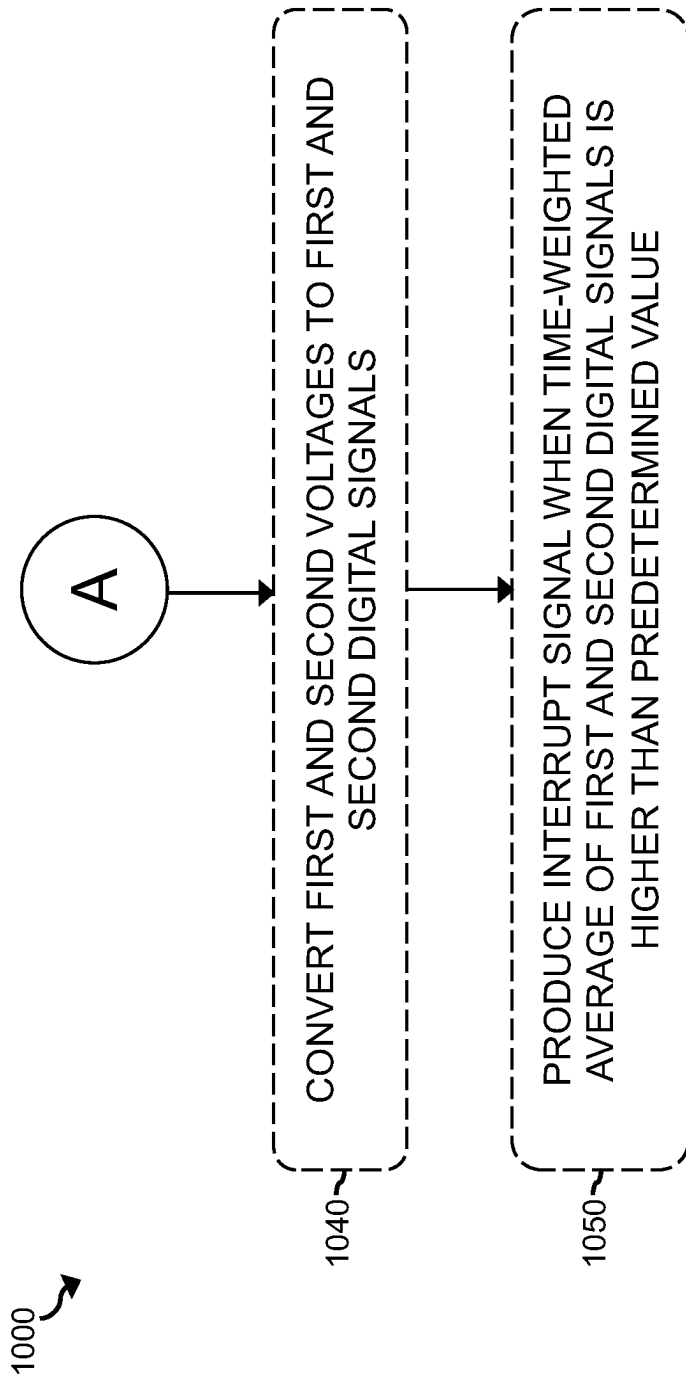 1000
A
1040
CONVERT FIRST AND SECOND VOLTAGES TO FIRST AND
SECOND DIGITAL SIGNALS
1050
PRODUCE INTERRUPT SIGNAL WHEN TIME-WEIGHTED
AVERAGE OF FIRST AND SECOND DIGITAL SIGNALS IS
HIGHER THAN PREDETERMINED VALUE